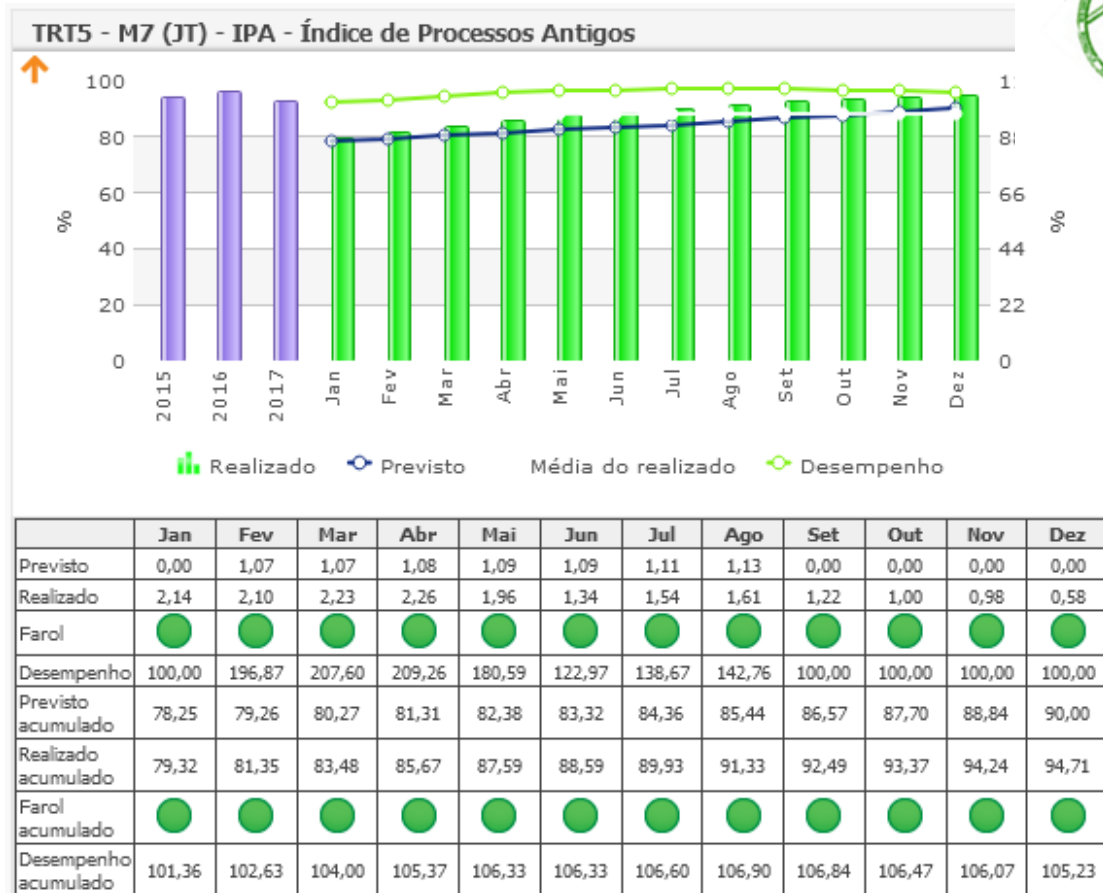 TRT5 - M7 (JT) - IPA - Índice de Processos Antigos
100
80
60
40
20
0
%
88
66
44
22
0
%
2015 2016 2017 Jan Fev Mar Abr Mai Jun Jul Ago Set Out Nov Dez
Realizado Previsto Média do realizado Desempenho
Jan Fev Mar Abr Mai Jun Jul Ago Set Out Nov Dez
Previsto 0,00 1,07 1,07 1,08 1,09 1,09 1,11 1,13 0,00 0,00 0,00 0,00
Realizado 2,14 2,10 2,23 2,26 1,96 1,34 1,54 1,61 1,22 1,00 0,98 0,58
Farol
Desempenho 100,00 196,87 207,60 209,26 180,59 122,97 138,67 142,76 100,00 100,00 100,00 100,00
Previsto
acumulado 78,25 79,26 80,27 81,31 82,38 83,32 84,36 85,44 86,57 87,70 88,84 90,00
Realizado
acumulado 79,32 81,35 83,48 85,67 87,59 88,59 89,93 91,33 92,49 93,37 94,24 94,71
Farol
acumulado
Desempenho
acumulado 101,36 102,63 104,00 105,37 106,33 106,33 106,60 106,90 106,84 106,47 106,07 105,23